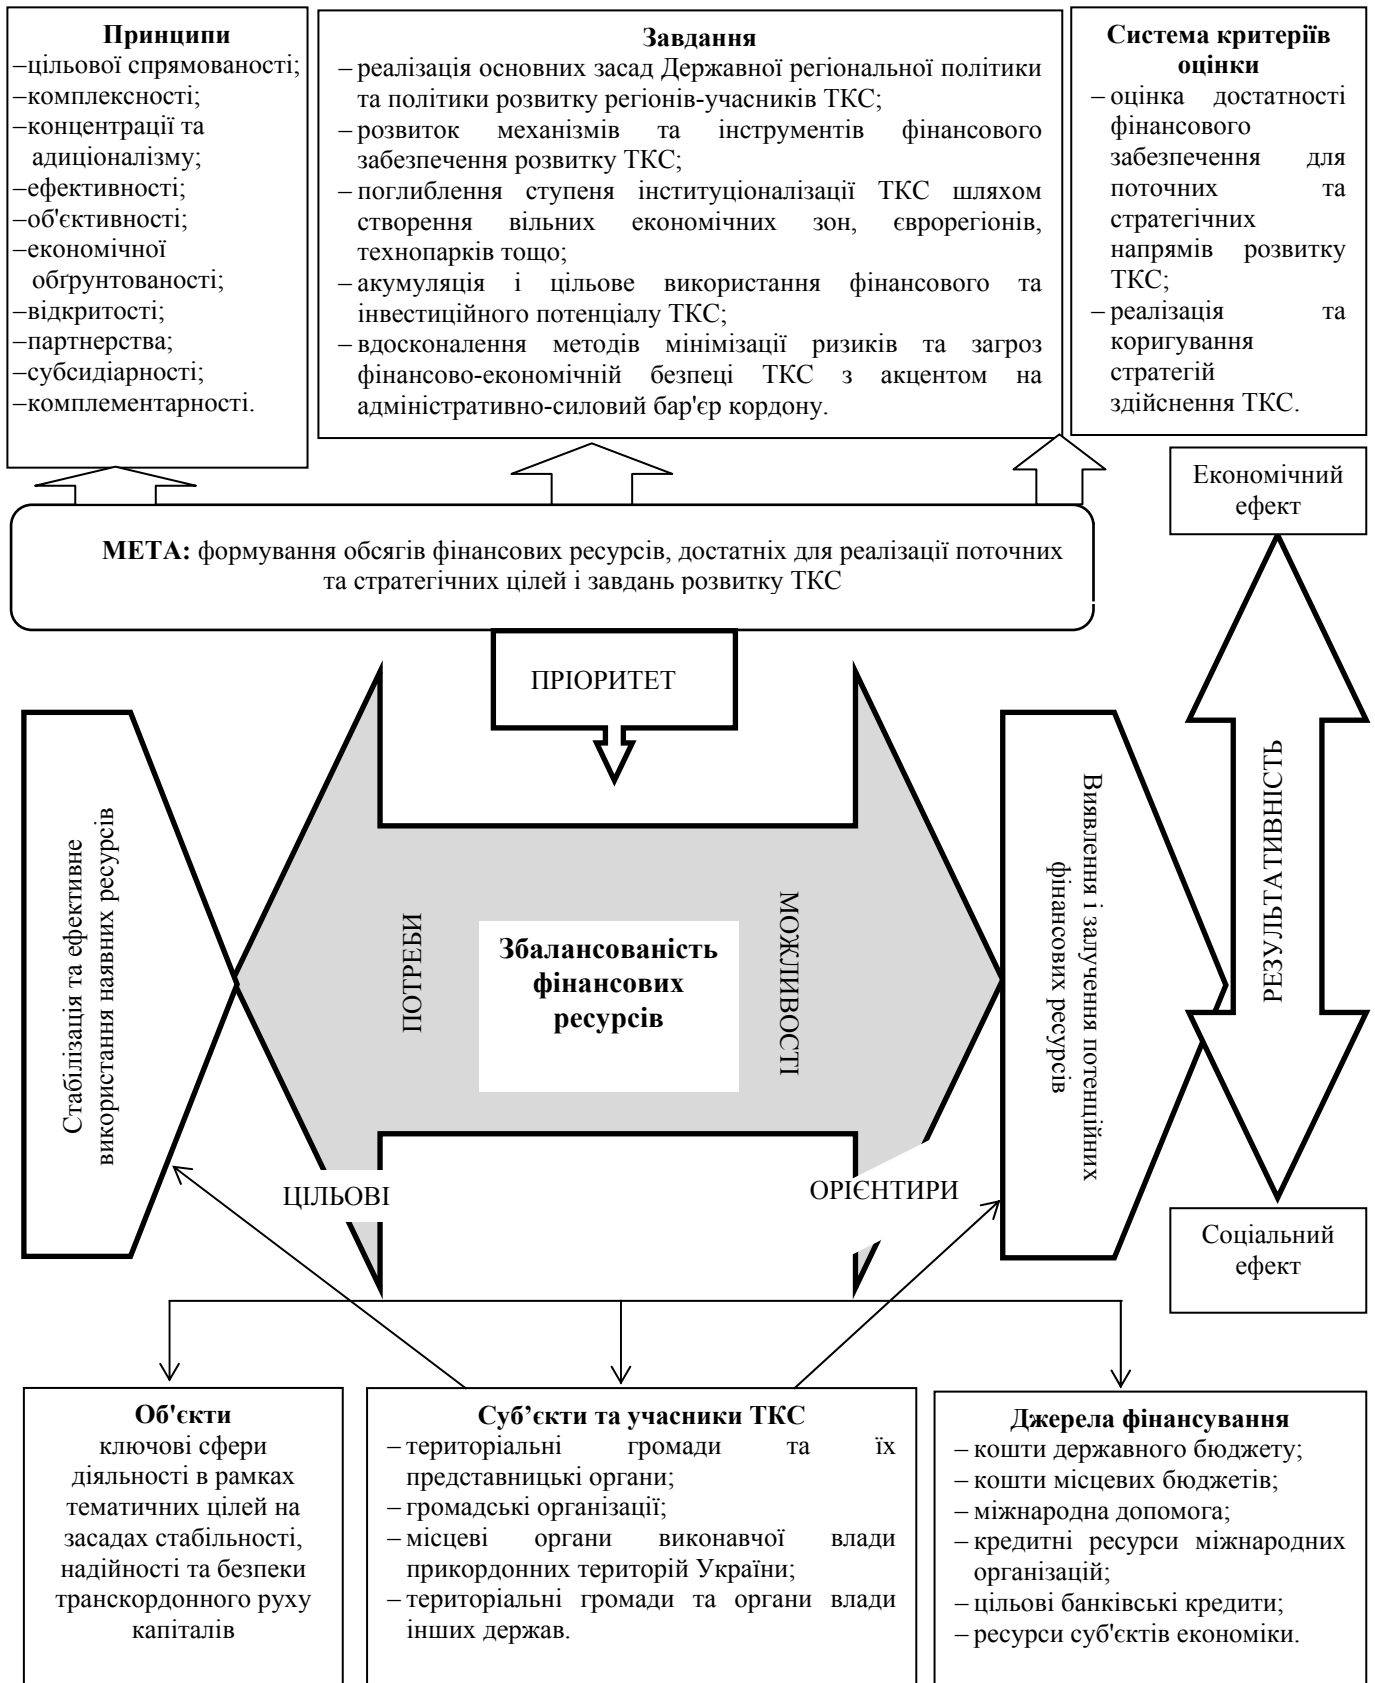 Принципи
–цільової спрямованості;
–комплексності;
–концентрації та
адиціоналізму;
–ефективності;
–об'єктивності;
–економічної
обґрунтованості;
–відкритості;
–партнерства;
–субсидіарності;
–комплементарності.
Завдання
– реалізація основних засад Державної регіональної політики
та політики розвитку регіонів-учасників ТКС;
– розвиток механізмів та інструментів фінансового
забезпечення розвитку ТКС;
– поглиблення ступеня інституціоналізації ТКС шляхом
створення вільних економічних зон, єврорегіонів,
технопарків тощо;
– акумуляція і цільове використання фінансового та
інвестиційного потенціалу ТКС;
– вдосконалення методів мінімізації ризиків та загроз
фінансово-економічній безпеці ТКС з акцентом на
адміністративно-силовий бар'єр кордону.
Система критеріїв
оцінки
– оцінка достатності
фінансового
забезпечення для
поточних та
стратегічних
напрямів розвитку
ТКС;
– реалізація та
коригування
стратегій
здійснення ТКС.
Економічний
ефект
МЕТА: формування обсягів фінансових ресурсів, достатніх для реалізації поточних
та стратегічних цілей і завдань розвитку ТКС
ПРІОРИТЕТ
Стабілізація та ефективне
використання наявних ресурсів
ПОТРЕБИ
Збалансованість
фінансових
ресурсів
МОЖЛИВОСТІ
Виявлення і залучення потенційних
фінансових ресурсів
РЕЗУЛЬТАТИВНІСТЬ
ЦІЛЬОВІ
ОРІЄНТИРИ
Соціальний
ефект
Об'єкти
ключові сфери
діяльності в рамках
тематичних цілей на
засадах стабільності,
надійності та безпеки
транскордонного руху
капіталів
Суб’єкти та учасники ТКС
– територіальні громади та їх
представницькі органи;
– громадські організації;
– місцеві органи виконавчої влади
прикордонних територій України;
– територіальні громади та органи влади
інших держав.
Джерела фінансування
– кошти державного бюджету;
– кошти місцевих бюджетів;
– міжнародна допомога;
– кредитні ресурси міжнародних
організацій;
– цільові банківські кредити;
– ресурси суб'єктів економіки.